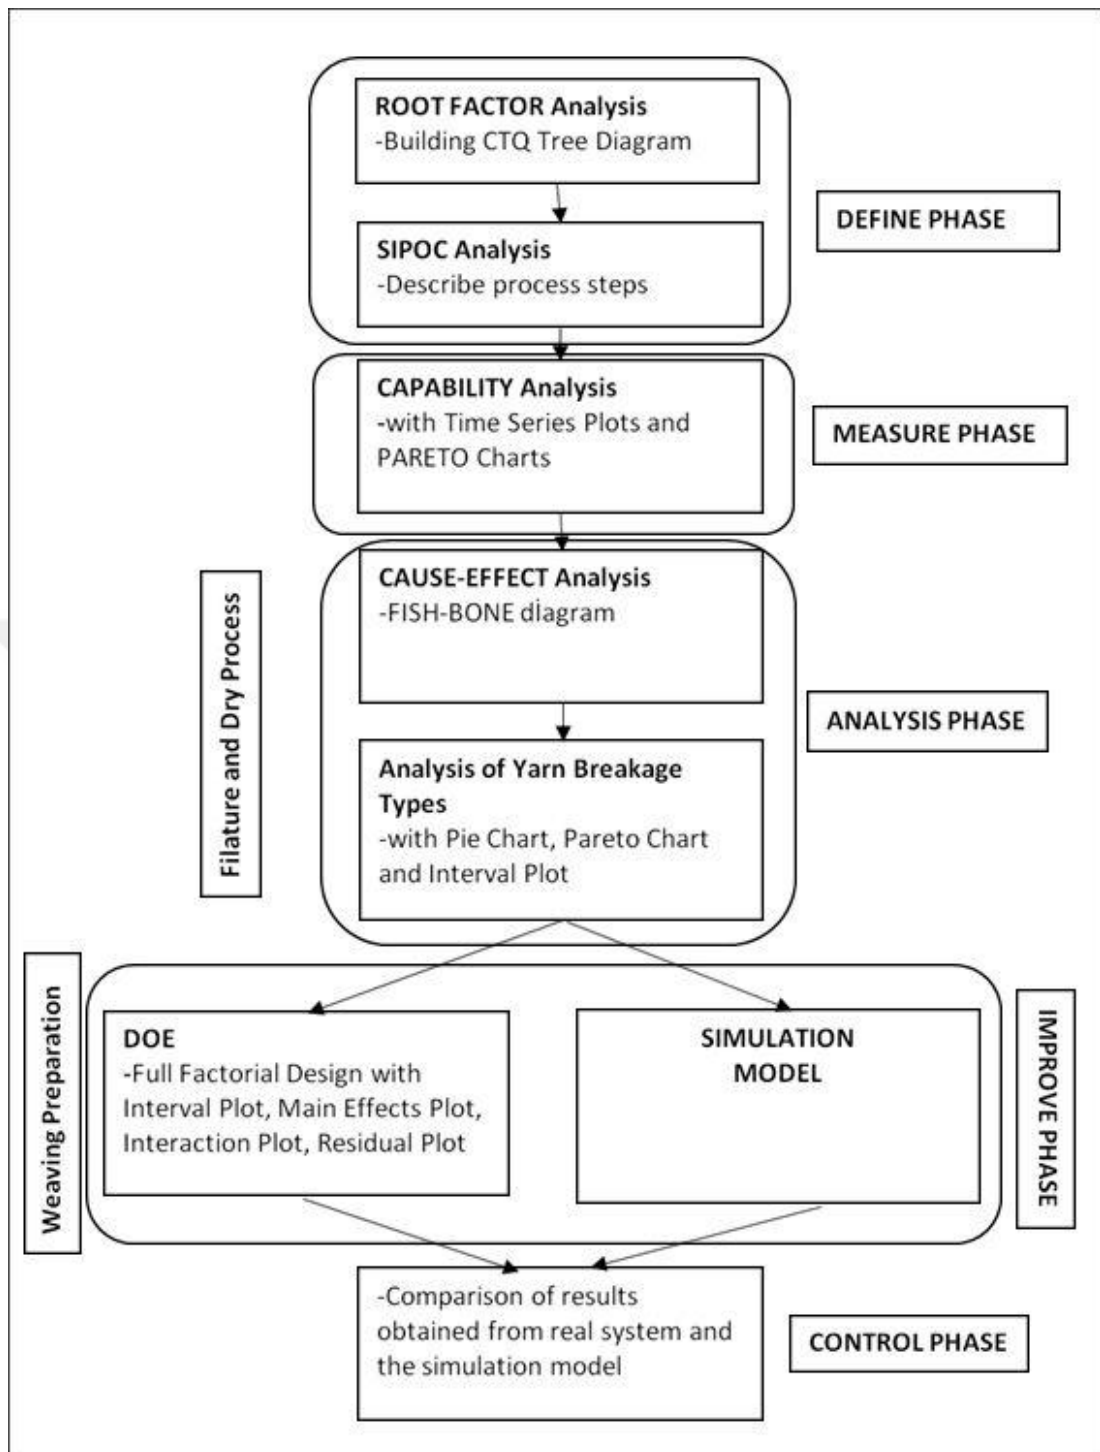 ROOT FACTOR Analysis
-Building CTQ Tree Diagram
DEFINE PHASE
SIPOC Analysis
-Describe process steps
CAPABILITY Analysis
-with Time Series Plots and
PARETO Charts
MEASURE PHASE
CAUSE-EFFECT Analysis
-FISH-BONE diagram
Filature and Dry Process
ANALYSIS PHASE
Analysis of Yarn Breakage
Types
-with Pie Chart, Pareto Chart
and Interval Plot
Weaving Preparation
DOE
-Full Factorial Design with
Interval Plot, Main Effects Plot,
Interaction Plot, Residual Plot
SIMULATION
MODEL
IMPROVE PHASE
-Comparison of results
obtained from real system and
the simulation model
CONTROL PHASE